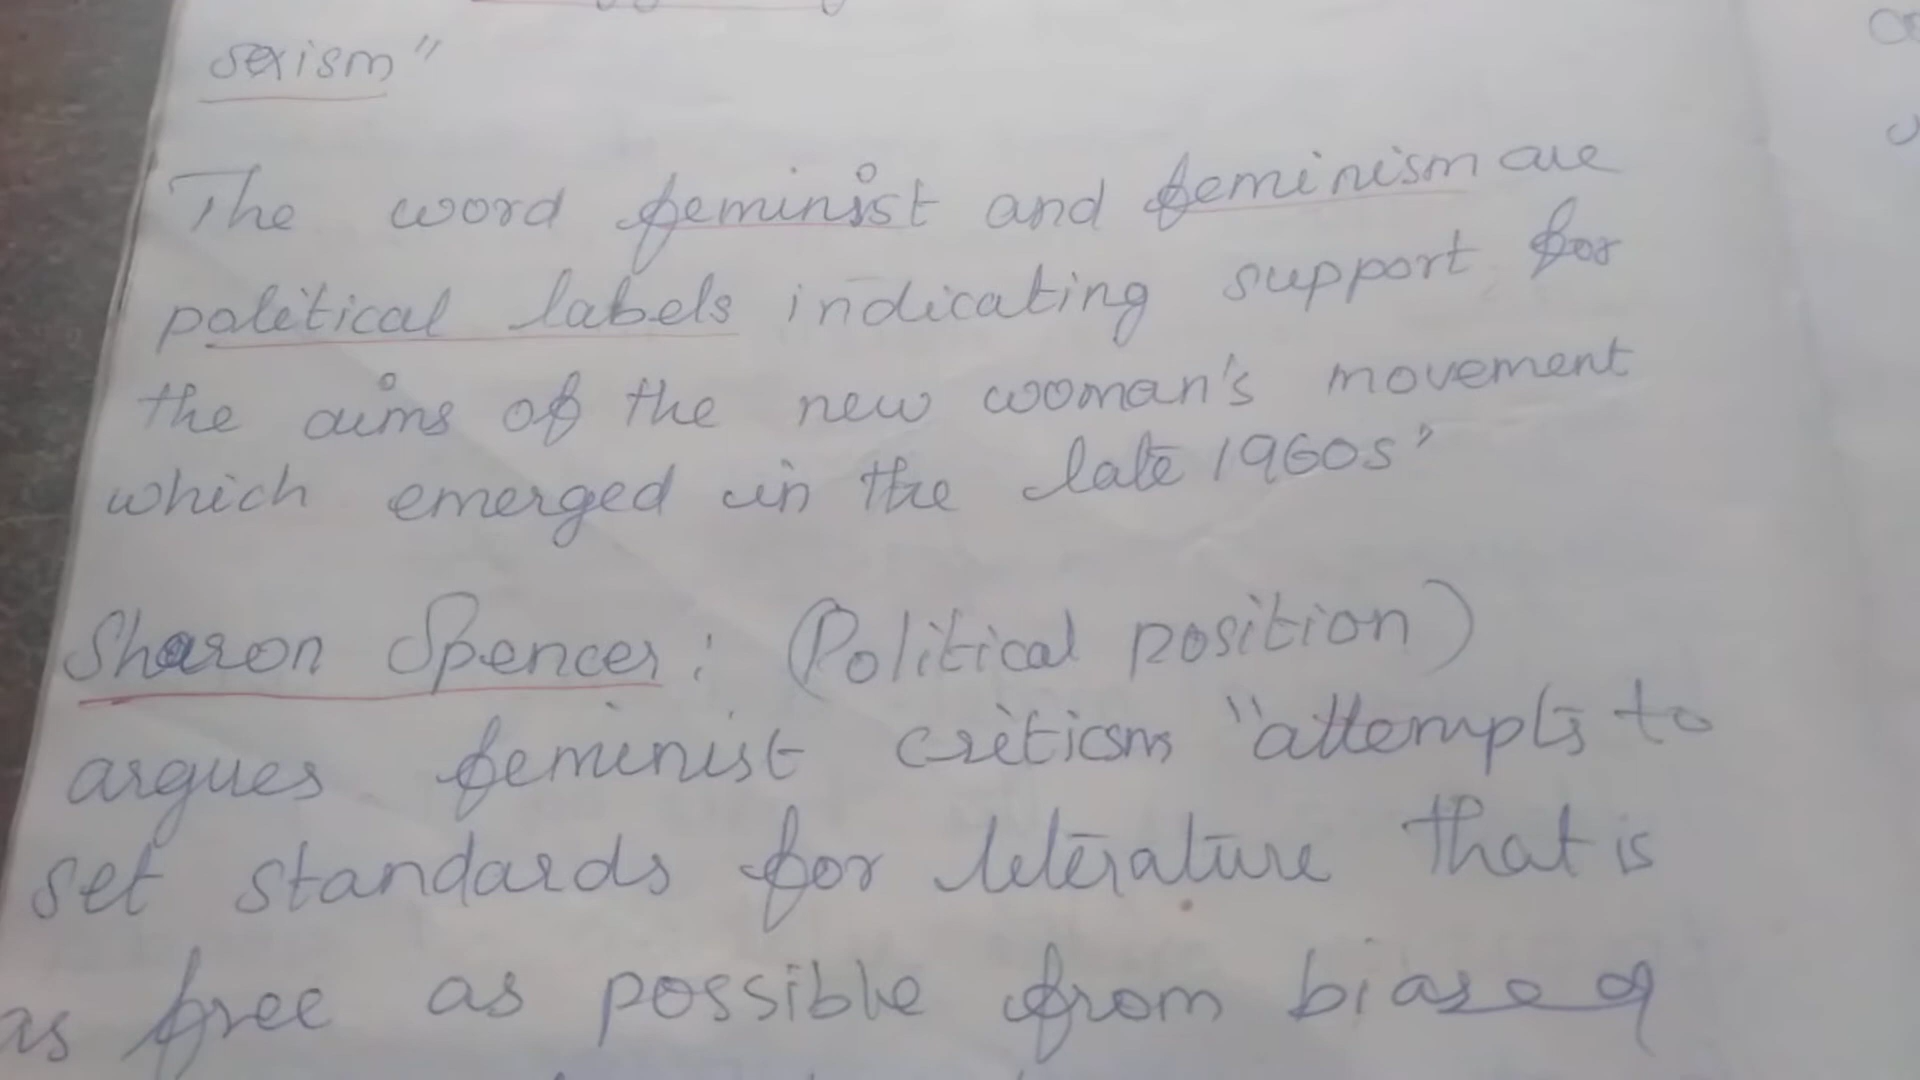 sexism"
The word feminist and feminism are
political labels indicating support for
the aims of the new woman's movement
which emerged in the late 1960s"
Sharon Spencer: (Political position)
argues feminist criticsm "attempts to
set standards for literature that is
as free as possible from biase of